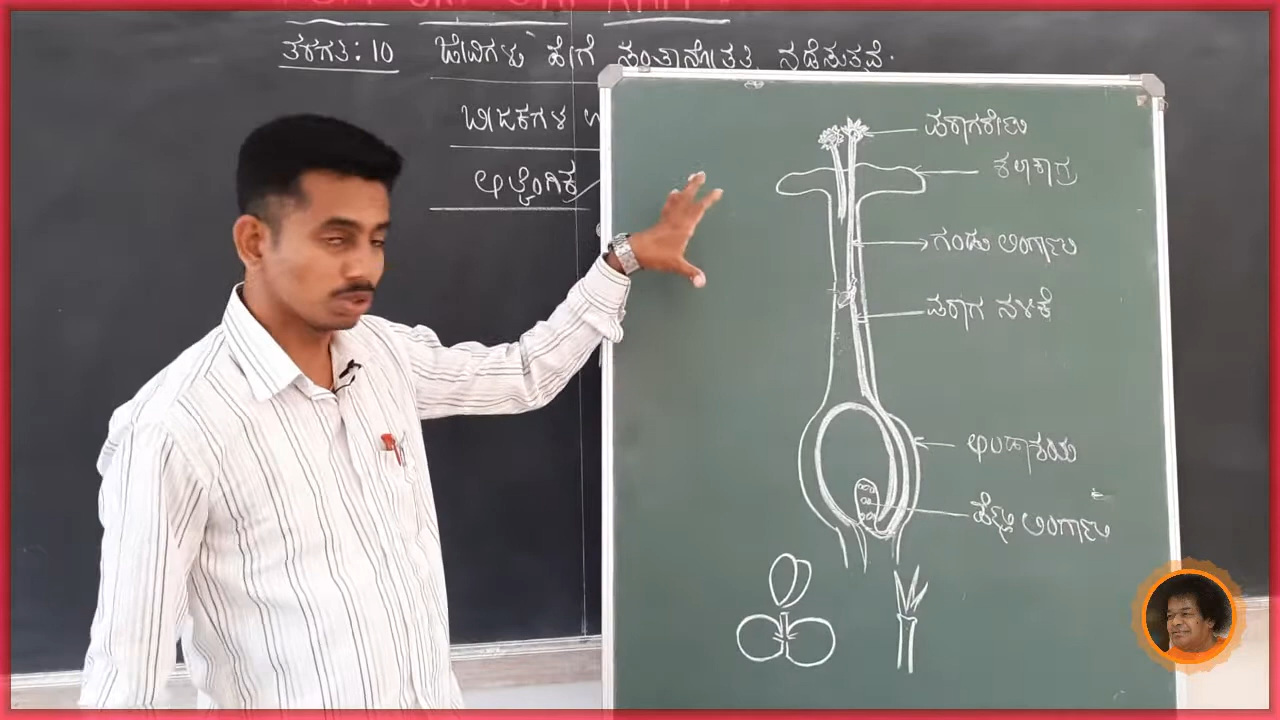 ತರಗತಿ: 10 ಜೀವಿಗಳು ಹೇಗೆ ಸಂತಾನೋತ್ಪತ್ತಿ ನಡೆಸುತ್ತವೆ.
ಬೀಜಕಗಳ ಉ
ಅಲೈಂಗಿಕ
ಪರಾಗರೇಣು
ಶಲಾಕಾಗ್ರ
ಗಂಡು ಲಿಂಗಾಣು
ಪರಾಗ ನಳಿಕೆ
ಅಂಡಾಶಯ
ಹೆಣ್ಣು ಲಿಂಗಾಣು